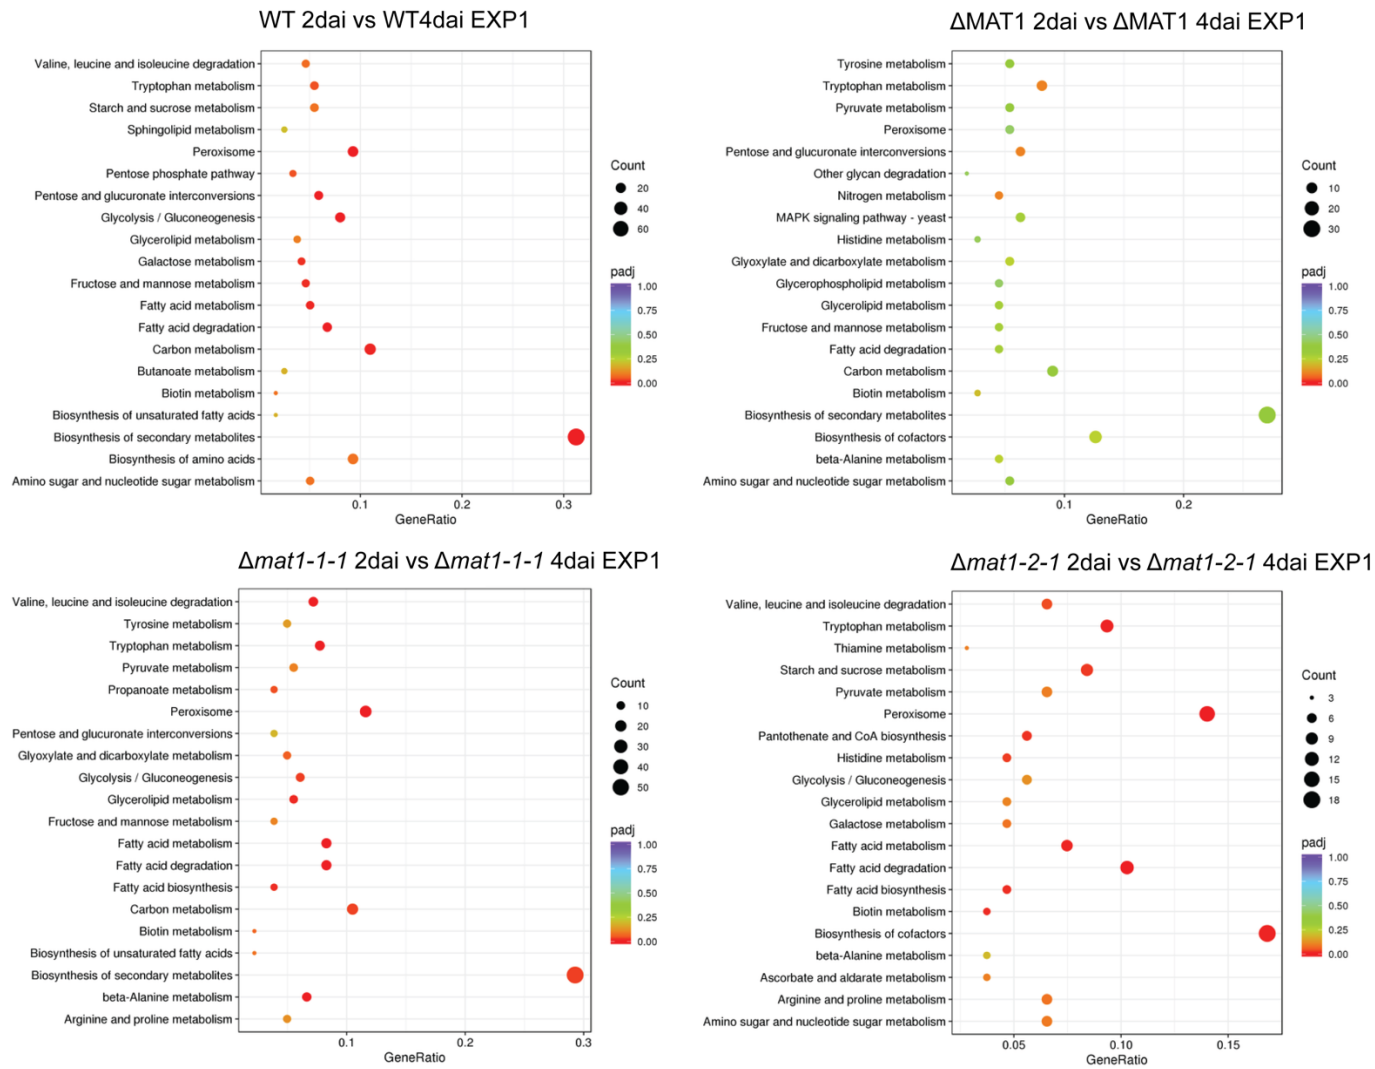 WT 2dai vs WT4dai EXP1
Valine, leucine and isoleucine degradation
Tryptophan metabolism
Starch and sucrose metabolism
Sphingolipid metabolism
Peroxisome
Pentose phosphate pathway
Pentose and glucuronate interconversions
Glycolysis / Gluconeogenesis
Glycerolipid metabolism
Galactose metabolism
Fructose and mannose metabolism
Fatty acid metabolism
Fatty acid degradation
Carbon metabolism
Butanoate metabolism
Biotin metabolism
Biosynthesis of unsaturated fatty acids
Biosynthesis of secondary metabolites
Biosynthesis of amino acids
Amino sugar and nucleotide sugar metabolism
0.1 0.2 0.3
GeneRatio
Count
20
40
60
padj
1.00
0.75
0.50
0.25
0.00
ΔMAT1 2dai vs ΔMAT1 4dai EXP1
Tyrosine metabolism
Tryptophan metabolism
Pyruvate metabolism
Peroxisome
Pentose and glucuronate interconversions
Other glycan degradation
Nitrogen metabolism
MAPK signaling pathway - yeast
Histidine metabolism
Glyoxylate and dicarboxylate metabolism
Glycerophospholipid metabolism
Glycerolipid metabolism
Fructose and mannose metabolism
Fatty acid degradation
Carbon metabolism
Biotin metabolism
Biosynthesis of secondary metabolites
Biosynthesis of cofactors
beta-Alanine metabolism
Amino sugar and nucleotide sugar metabolism
0.1 0.2
GeneRatio
Count
10
20
30
padj
1.00
0.75
0.50
0.25
0.00
Δmat1-1-1 2dai vs Δmat1-1-1 4dai EXP1
Valine, leucine and isoleucine degradation
Tyrosine metabolism
Tryptophan metabolism
Pyruvate metabolism
Propanoate metabolism
Peroxisome
Pentose and glucuronate interconversions
Glyoxylate and dicarboxylate metabolism
Glycolysis / Gluconeogenesis
Glycerolipid metabolism
Fructose and mannose metabolism
Fatty acid metabolism
Fatty acid degradation
Fatty acid biosynthesis
Carbon metabolism
Biotin metabolism
Biosynthesis of unsaturated fatty acids
Biosynthesis of secondary metabolites
beta-Alanine metabolism
Arginine and proline metabolism
0.1 0.2 0.3
GeneRatio
Count
10
20
30
40
50
padj
1.00
0.75
0.50
0.25
0.00
Δmat1-2-1 2dai vs Δmat1-2-1 4dai EXP1
Valine, leucine and isoleucine degradation
Tryptophan metabolism
Thiamine metabolism
Starch and sucrose metabolism
Pyruvate metabolism
Peroxisome
Pantothenate and CoA biosynthesis
Histidine metabolism
Glycolysis / Gluconeogenesis
Glycerolipid metabolism
Galactose metabolism
Fatty acid metabolism
Fatty acid degradation
Fatty acid biosynthesis
Biotin metabolism
Biosynthesis of cofactors
beta-Alanine metabolism
Ascorbate and aldarate metabolism
Arginine and proline metabolism
Amino sugar and nucleotide sugar metabolism
0.05 0.10 0.15
GeneRatio
Count
3
6
9
12
15
18
padj
1.00
0.75
0.50
0.25
0.00